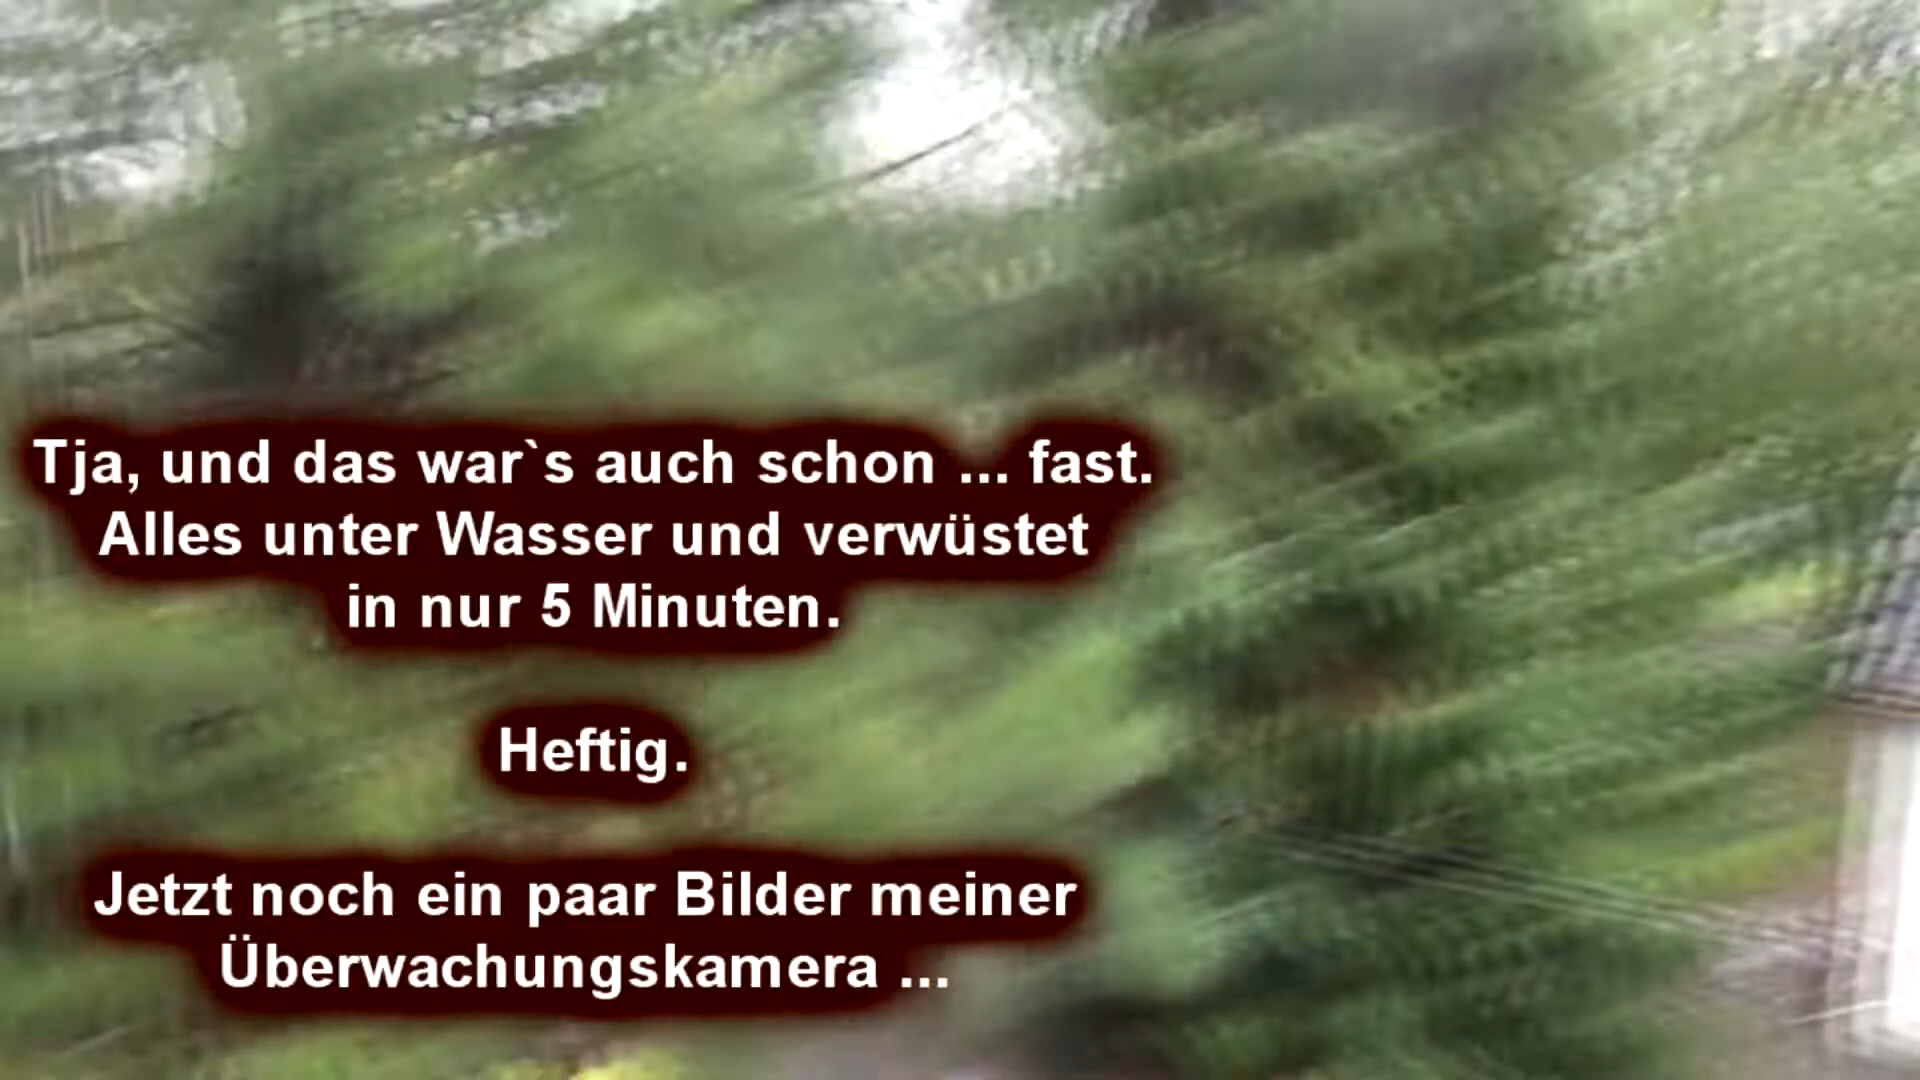 Tja, und das war`s auch schon ... fast.
Alles unter Wasser und verwüstet
in nur 5 Minuten.
Heftig.
Jetzt noch ein paar Bilder meiner
Überwachungskamera ...